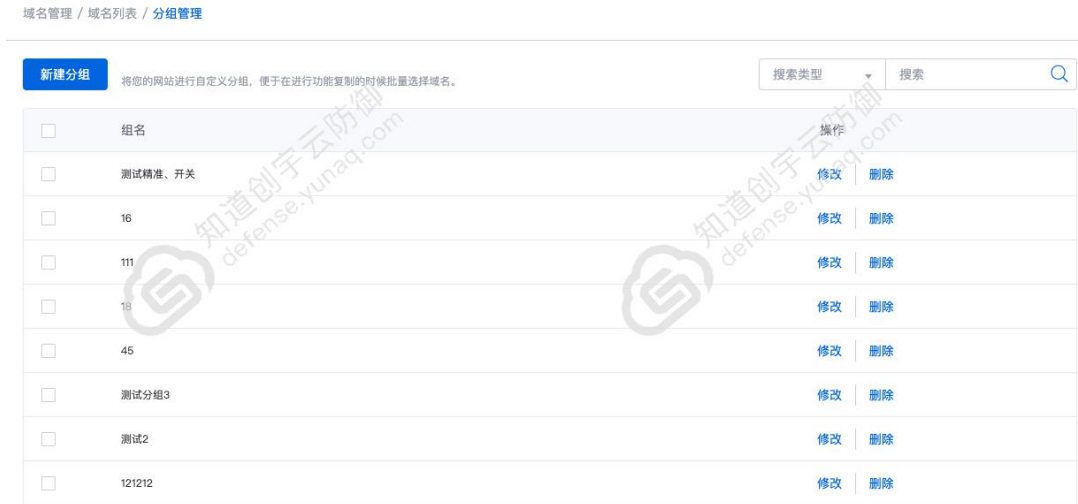 域名管理 / 域名列表 / 分组管理
新建分组 将您的网站进行自定义分组，便于在进行功能复制的时候批量选择域名。 搜索类型 搜索
组名 操作
测试精准、开关 修改 删除
16 修改 删除
111 修改 删除
18 修改 删除
45 修改 删除
测试分组3 修改 删除
测试2 修改 删除
121212 修改 删除
知道创宇云防御
defense.yunaq.com
知道创宇云防御
defense.yunaq.com